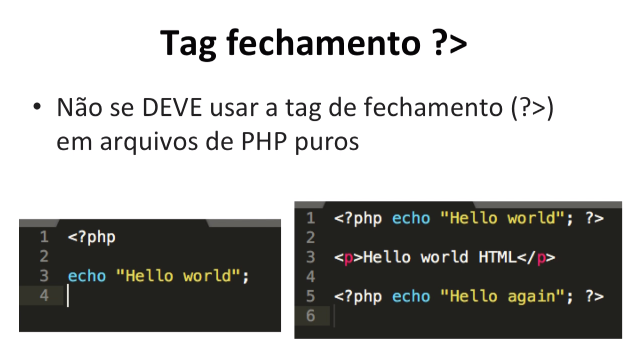 Tag fechamento ?>
• Não se DEVE usar a tag de fechamento (?>)
em arquivos de PHP puros
1 <?php
2
3 echo "Hello world";
4
1 <?php echo "Hello world"; ?>
2
3 <p>Hello world HTML</p>
4
5 <?php echo "Hello again"; ?>
6